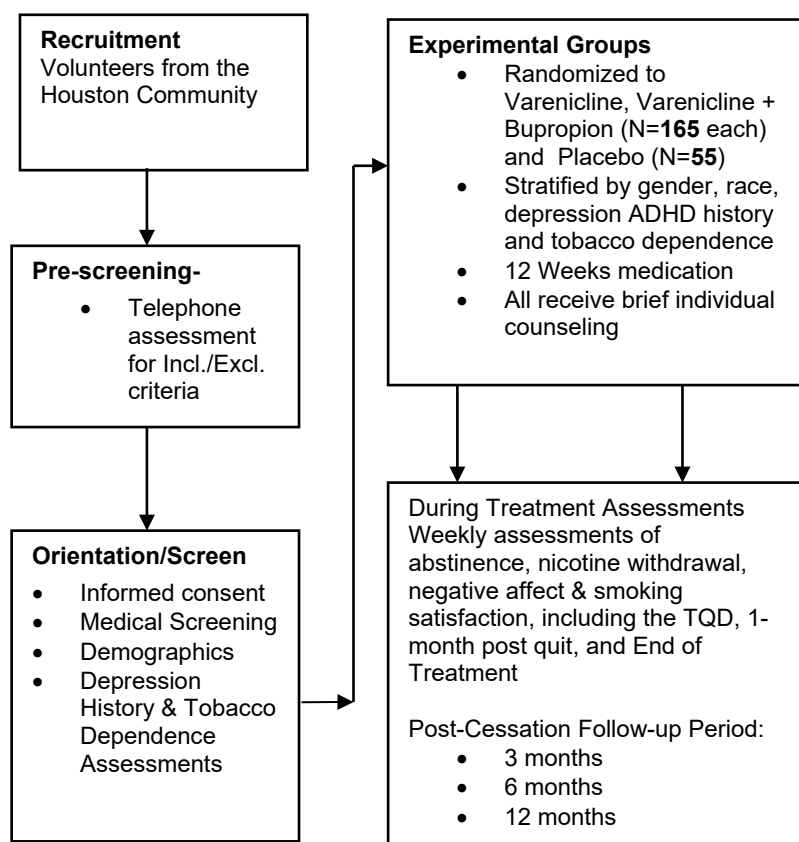 Recruitment
Volunteers from the
Houston Community
Pre-screening-
• Telephone
assessment
for Incl./Excl.
criteria
Orientation/Screen
• Informed consent
• Medical Screening
• Demographics
• Depression
History & Tobacco
Dependence
Assessments
Experimental Groups
• Randomized to
Varenicline, Varenicline +
Bupropion (N=165 each)
and Placebo (N=55)
• Stratified by gender, race,
depression ADHD history
and tobacco dependence
• 12 Weeks medication
• All receive brief individual
counseling
During Treatment Assessments
Weekly assessments of
abstinence, nicotine withdrawal,
negative affect & smoking
satisfaction, including the TQD, 1-
month post quit, and End of
Treatment
Post-Cessation Follow-up Period:
• 3 months
• 6 months
• 12 months